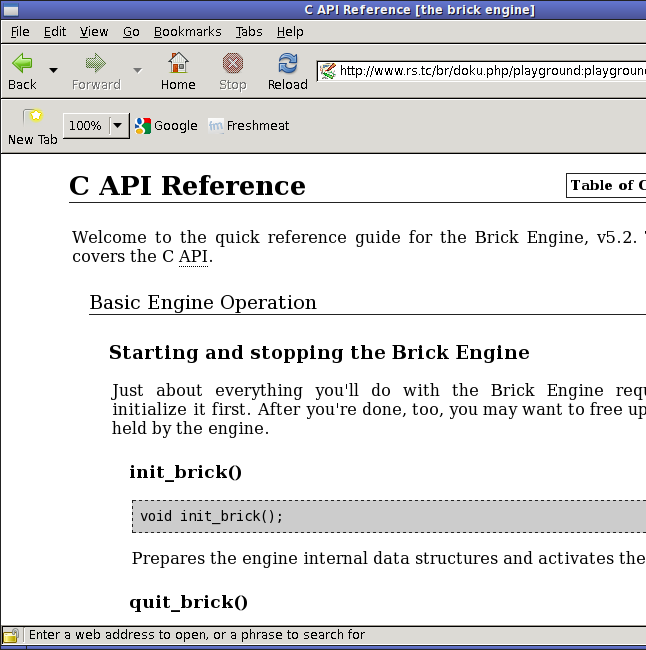 C API Reference [the brick engine]
File Edit View Go Bookmarks Tabs Help
Back Forward Home Stop Reload http://www.rs.tc/br/doku.php/playground:playgroun
New Tab 100% Google fm Freshmeat
C API Reference
Table of C
Welcome to the quick reference guide for the Brick Engine, v5.2.
covers the C API.
Basic Engine Operation
Starting and stopping the Brick Engine
Just about everything you'll do with the Brick Engine requ
initialize it first. After you're done, too, you may want to free up
held by the engine.
init_brick()
void init_brick();
Prepares the engine internal data structures and activates the
quit_brick()
Enter a web address to open, or a phrase to search for